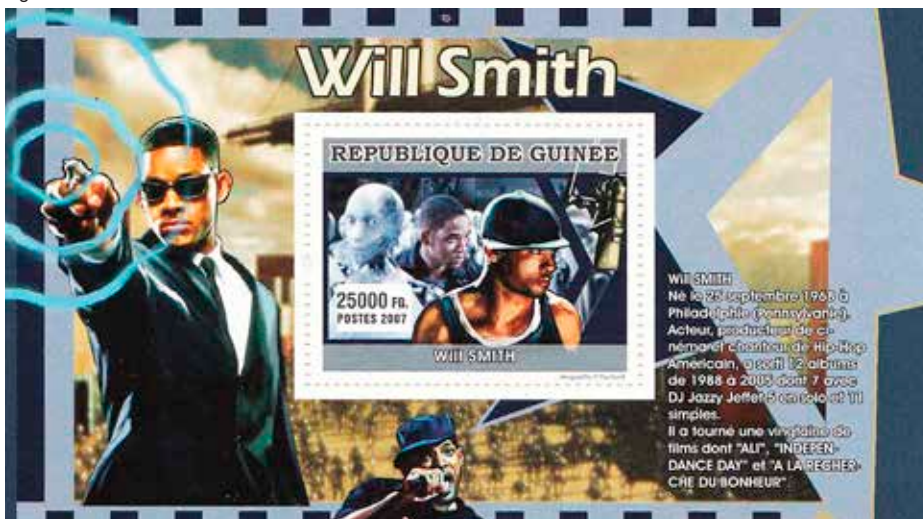 Will Smith
REPUBLIQUE DE GUINEE
25000 FG.
POSTES 2007
Will SMITH
Will SMITH
Né le 25 septembre 1968 à
Philadelphie (Pennsylvanie).
Acteur, producteur de ci-
néma et chanteur de Hip-Hop
Americain, a sorti 12 albums
de 1988 à 2005 dont 7 avec
DJ Jazzy Jeffet 5 en solo et 11
simples.
Il a tourné une vingtaine de
films dont "ALI", "INDEPEN-
DANCE DAY" et "A LA RECHER-
CHE DU BONHEUR".